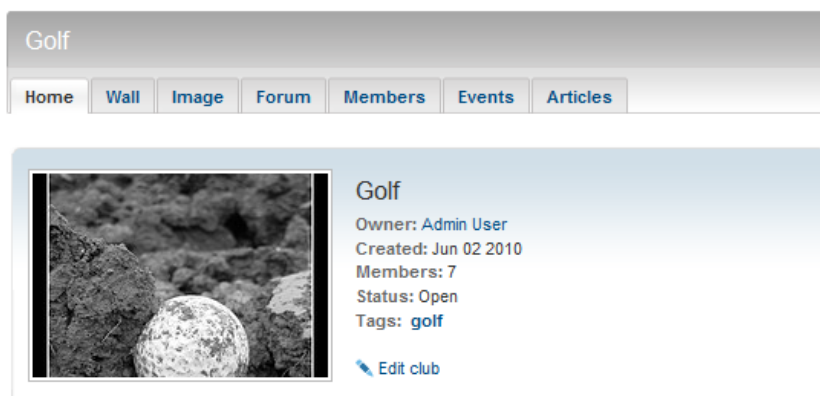 Golf
Home Wall Image Forum Members Events Articles
Golf
Owner: Admin User
Created: Jun 02 2010
Members: 7
Status: Open
Tags: golf
Edit club